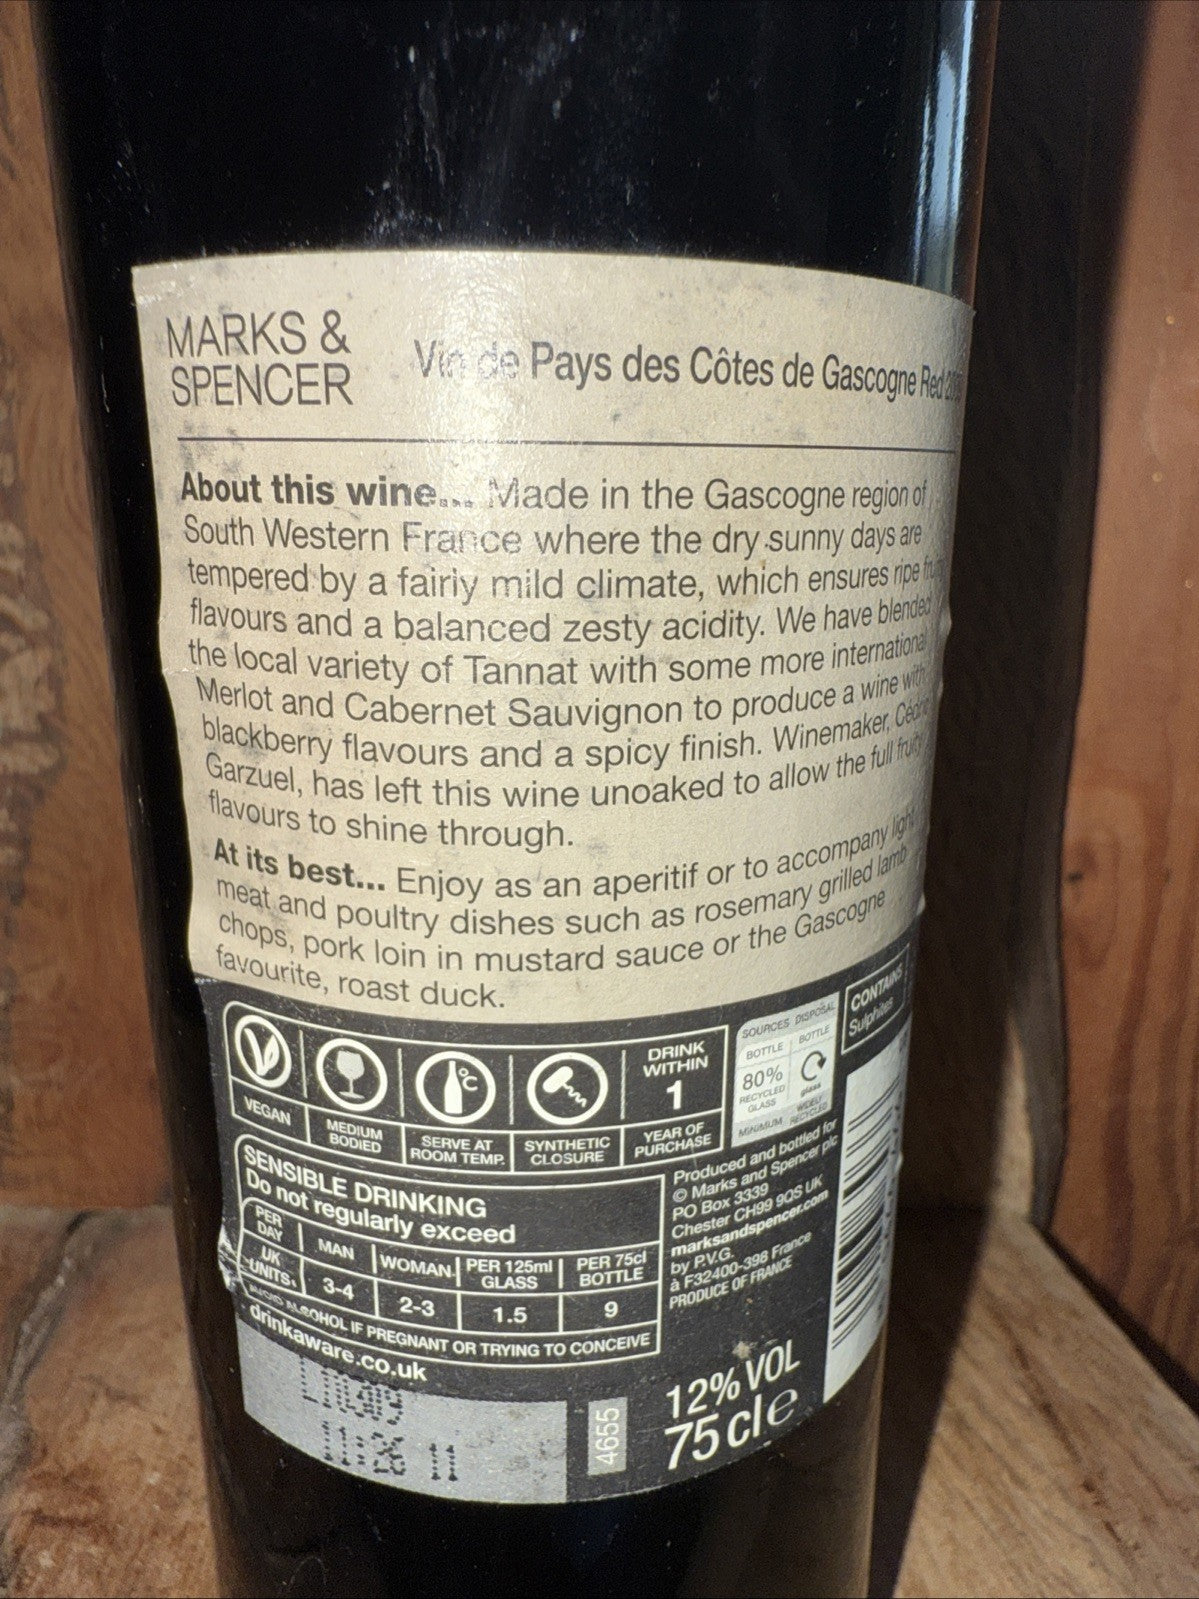 MARKS &
SPENCER
Vin de Pays des Côtes de Gascogne Red
About this wine... Made in the Gascogne region of
South Western France where the dry sunny days are
tempered by a fairly mild climate, which ensures ripe
flavours and a balanced zesty acidity. We have blended
the local variety of Tannat with some more international
Merlot and Cabernet Sauvignon to produce a wine with
blackberry flavours and a spicy finish. Winemaker,
Garzuel, has left this wine unoaked to allow the full fruity
flavours to shine through.
At its best... Enjoy as an aperitif or to accompany light
meat and poultry dishes such as rosemary grilled lamb
chops, pork loin in mustard sauce or the Gascogne
favourite, roast duck.
VEGAN
MEDIUM
BODIED
°C
SERVE AT
ROOM TEMP.
SYNTHETIC
CLOSURE
DRINK
WITHIN
1
YEAR OF
PURCHASE
SOURCES DISPOSAL
BOTTLE BOTTLE
80%
RECYCLED
GLASS
glass
MINIMUM
WIDELY
RECYCLED
CONTAINS
Sulphites
SENSIBLE DRINKING
Do not regularly exceed
PER
DAY
MAN
WOMAN
PER 125ml
GLASS
PER 75cl
BOTTLE
UK
UNITS
3-4
2-3
1.5
9
AVOID ALCOHOL IF PREGNANT OR TRYING TO CONCEIVE
drinkaware.co.uk
Produced and bottled for
© Marks and Spencer plc
PO Box 3339
Chester CH99 9QS UK
marksandspencer.com
by P.V.G.
à F32400-398 France
PRODUCE OF FRANCE
4655
12% VOL
75 cl e